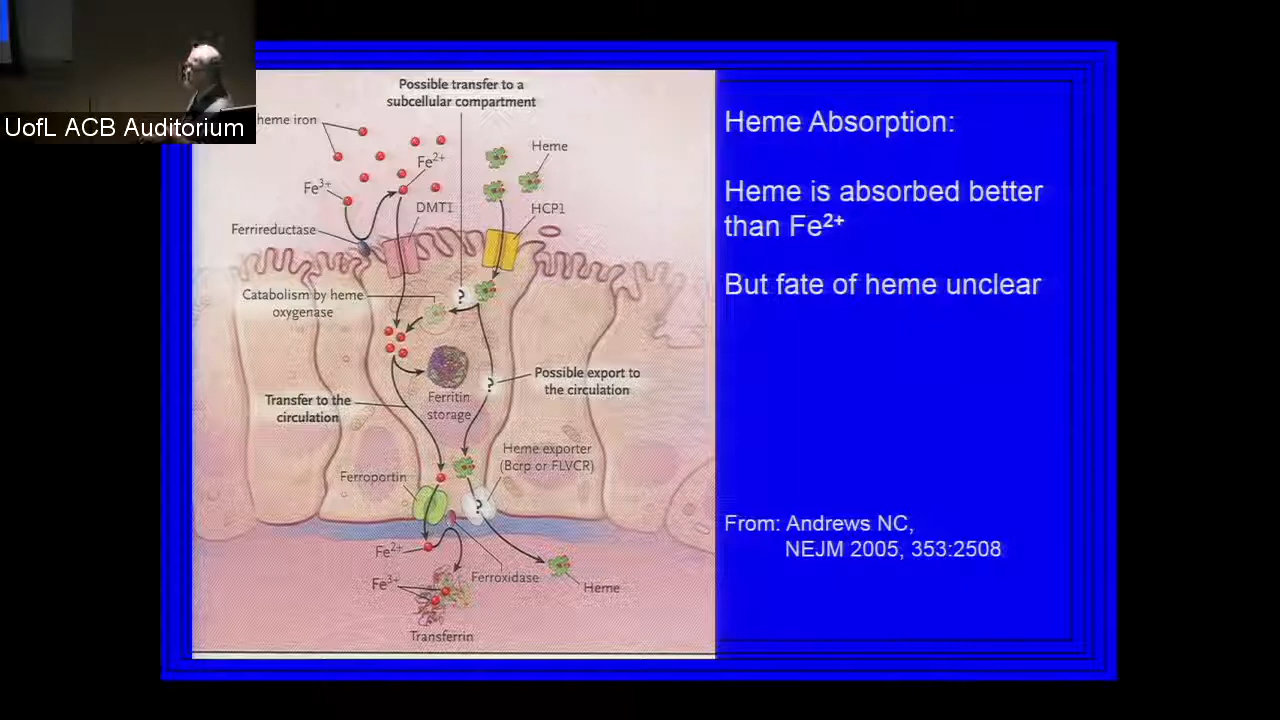 UofL ACB Auditorium
Possible transfer to a
subcellular compartment
heme iron
Fe2+
Heme
Fe3+
DMT1
HCP1
Ferrireductase
Catabolism by heme
oxygenase
?
Possible export to
the circulation
?
Transfer to the
circulation
Ferritin
storage
Heme exporter
(Bcrp or FLVCR)
Ferroportin
?
Fe2+
Fe3+
Ferroxidase
Heme
Transferrin
Heme Absorption:
Heme is absorbed better
than Fe2+
But fate of heme unclear
From: Andrews NC,
NEJM 2005, 353:2508